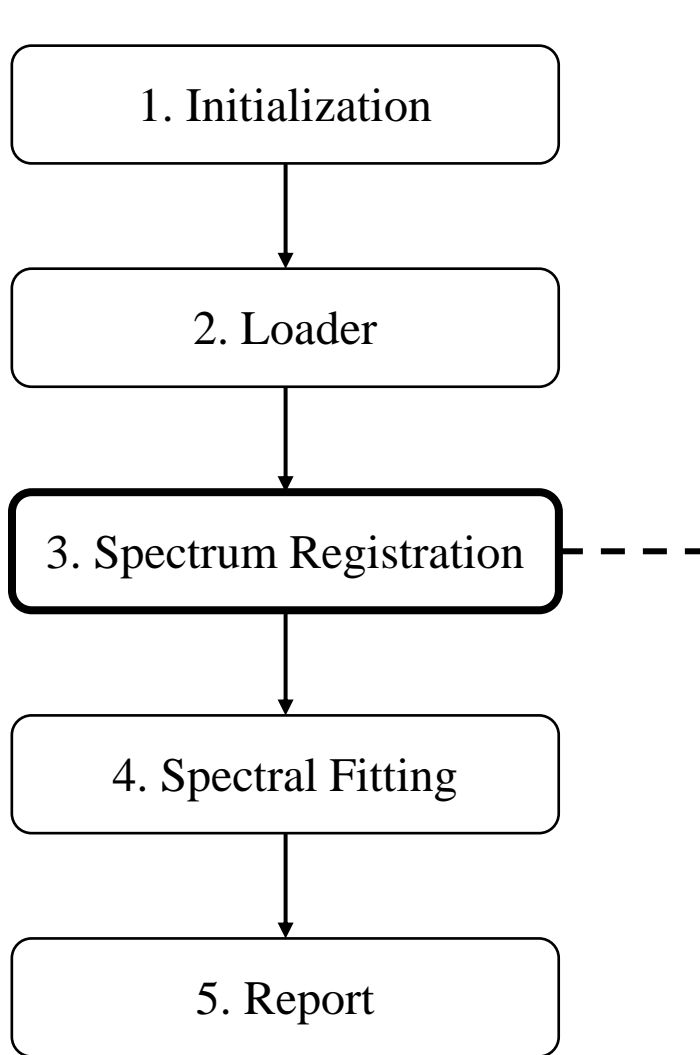 1. Initialization
2. Loader
3. Spectrum Registration
4. Spectral Fitting
5. Report